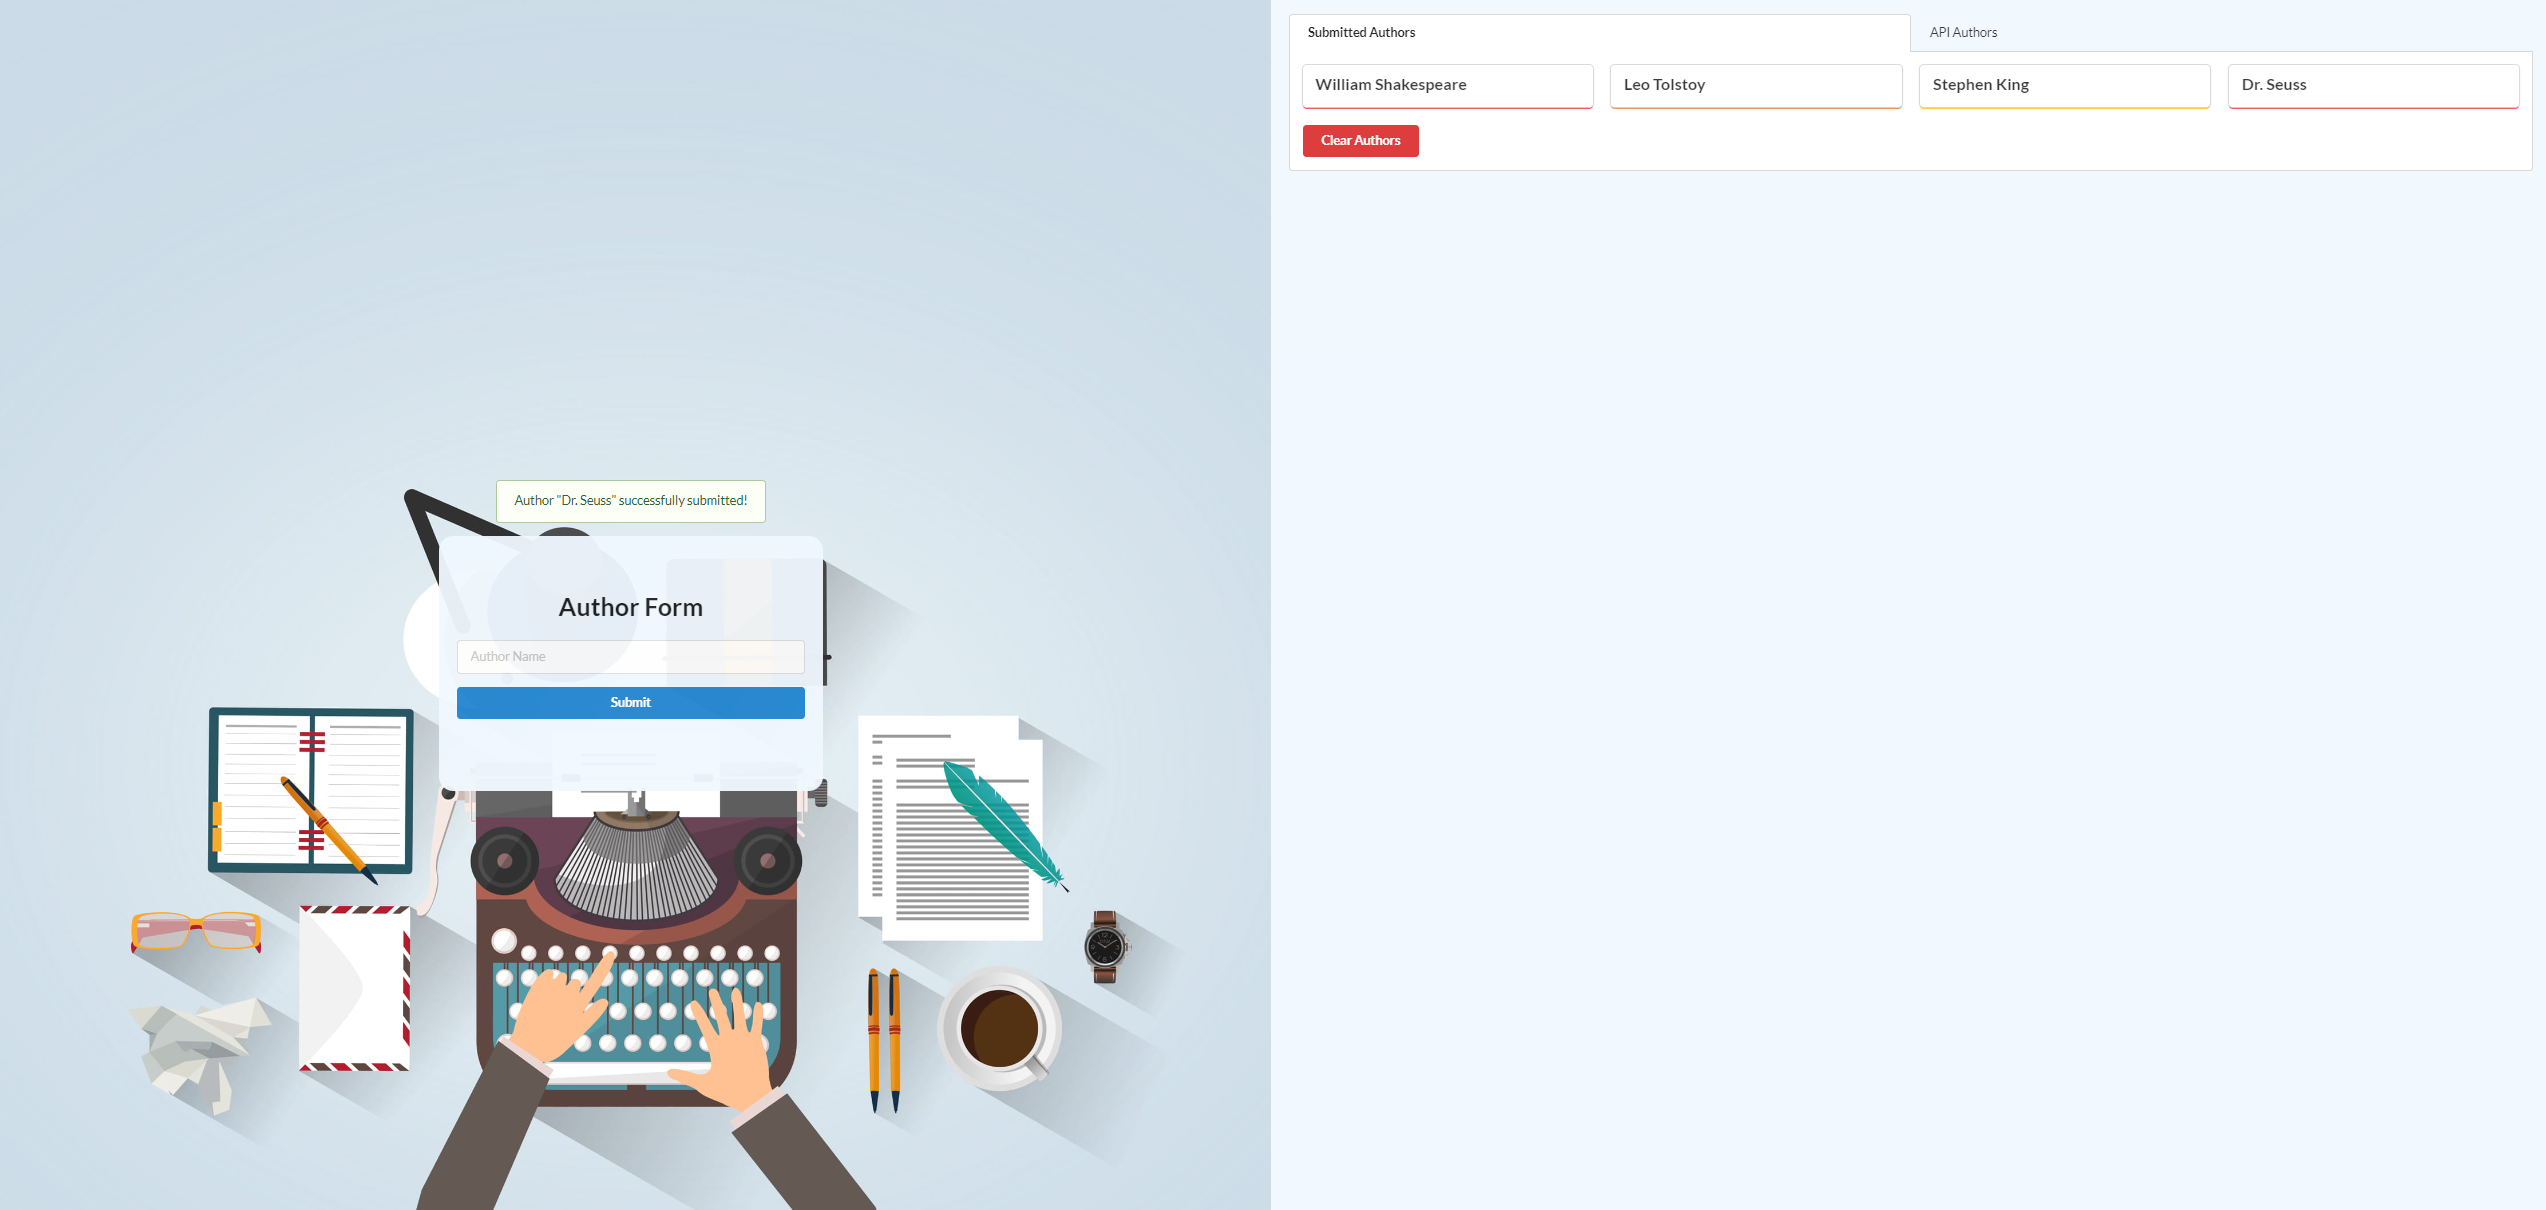 Submitted Authors
API Authors
William Shakespeare
Leo Tolstoy
Stephen King
Dr. Seuss
Clear Authors
Author "Dr. Seuss" successfully submitted!
Author Form
Author Name
Submit